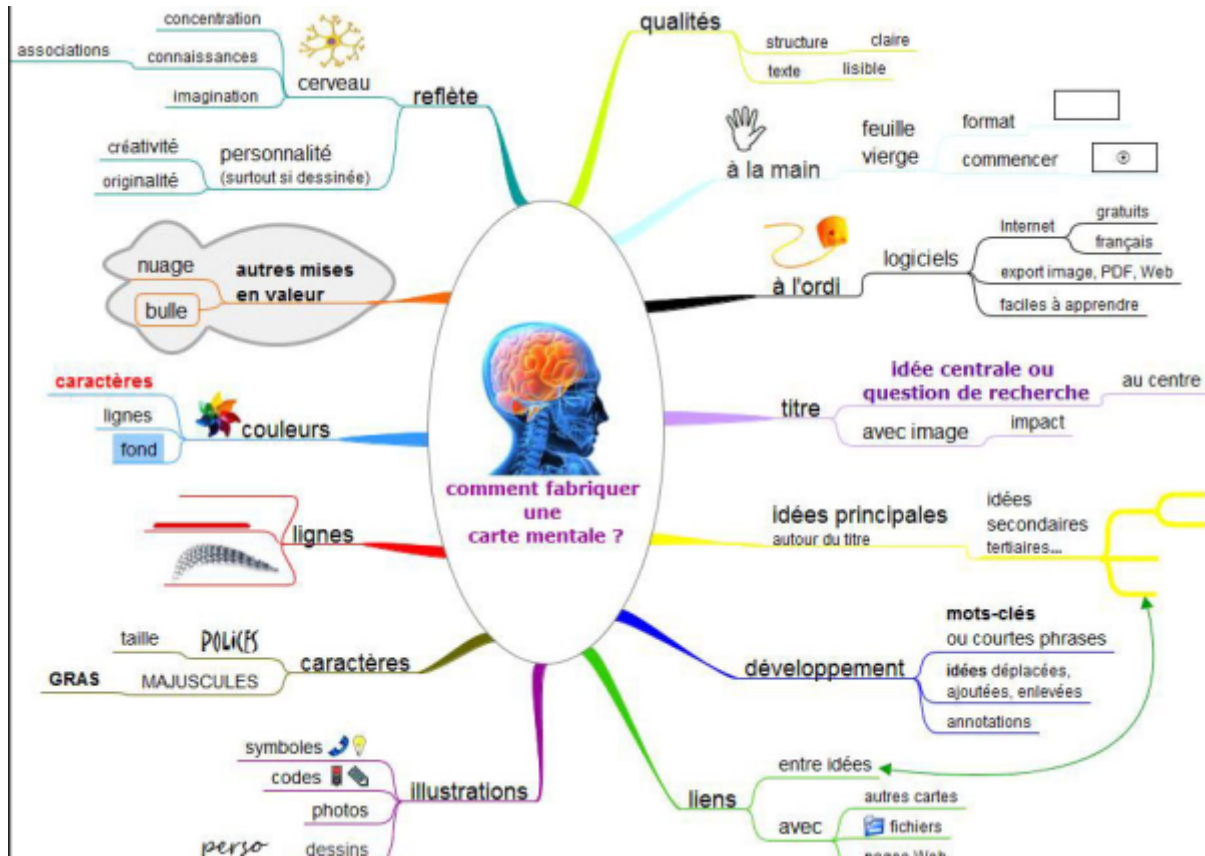 comment fabriquer
une
carte mentale ?
qualités
structure
claire
texte
lisible
à la main
feuille
vierge
format
commencer
à l'ordi
logiciels
Internet
gratuits
français
export image, PDF, Web
faciles à apprendre
titre
idée centrale ou
question de recherche
au centre
avec image
impact
idées principales
autour du titre
idées
secondaires
tertiaires...
développement
mots-clés
ou courtes phrases
idées déplacées,
ajoutées, enlevées
annotations
liens
entre idées
avec
autres cartes
fichiers
pages Web
illustrations
symboles
codes
photos
perso
dessins
caractères
taille
POLICES
GRAS
MAJUSCULES
lignes
couleurs
caractères
lignes
fond
autres mises
en valeur
nuage
bulle
reflète
cerveau
concentration
associations
connaissances
imagination
personnalité
(surtout si dessinée)
créativité
originalité